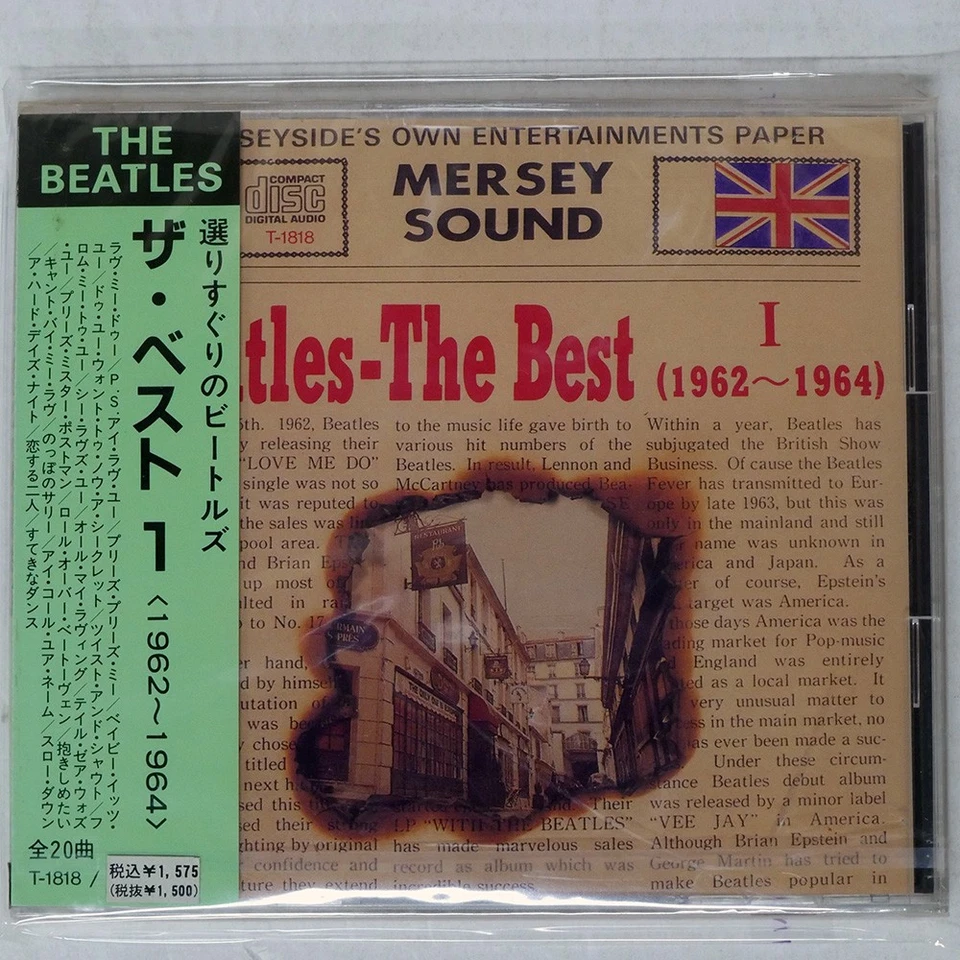 THE
BEATLES
選りすぐりのビートルズ
ザ・ベスト 1 〈1962〜1964〉
ラヴ・ミー・ドゥー/P.S.アイ・ラヴ・ユー/プリーズ・プリーズ・ミー/ベイビー・イッツ・
ユー/ドゥ・ユー・ウォント・トゥ・ノウ・ア・シークレット/ツイスト・アンド・シャウト/フ
ロム・ミー・トゥ・ユー/シー・ラヴズ・ユー/オール・マイ・ラヴィング/テイル・ゼア・ウォズ
・ユー/プリーズ・ミスター・ポストマン/ロール・オーバー・ベートーヴェン/抱きしめたい
/キャント・バイ・ミー・ラヴ/のっぽのサリー/アイ・コール・ユア・ネーム/スロー・ダウン
/ア・ハード・デイズ・ナイト/恋する二人/すてきなダンス
全20曲
T-1818 /
税込¥1,575
(税抜¥1,500)
SEYSIDE'S OWN ENTERTAINMENTS PAPER
COMPACT
disc
DIGITAL AUDIO
T-1818
MERSEY
SOUND
tles-The Best
I
(1962〜1964)
5th. 1962, Beatles
y releasing their
"LOVE ME DO"
single was not so
it was reputed to
the sales was
pool area.
nd Brian
up most
ulted in
to No. 17
er hand,
d by
utation of
was
chose
titled
next
sed this
sed their
ghting by original
confidence and
ture they extend
to the music life gave birth to
various hit numbers of the
Beatles. In result, Lennon and
McCartney has produced Bea-
RESTAURANT
Their
LP "WITH THE BEATLES"
has made marvelous sales
record as album which was
incredible success.
Within a year, Beatles has
subjugated the British Show
Business. Of cause the Beatles
Fever has transmitted to Eur-
ope by late 1963, but this was
only in the mainland and still
name was unknown in
and Japan. As a
of course, Epstein's
target was America.
those days America was the
market for Pop-music
England was entirely
as a local market. It
very unusual matter to
in the main market, no
has ever been made a suc-
Under these circum-
stance Beatles debut album
was released by a minor label
"VEE JAY" in America.
Although Brian Epstein and
George Martin has tried to
make Beatles popular in